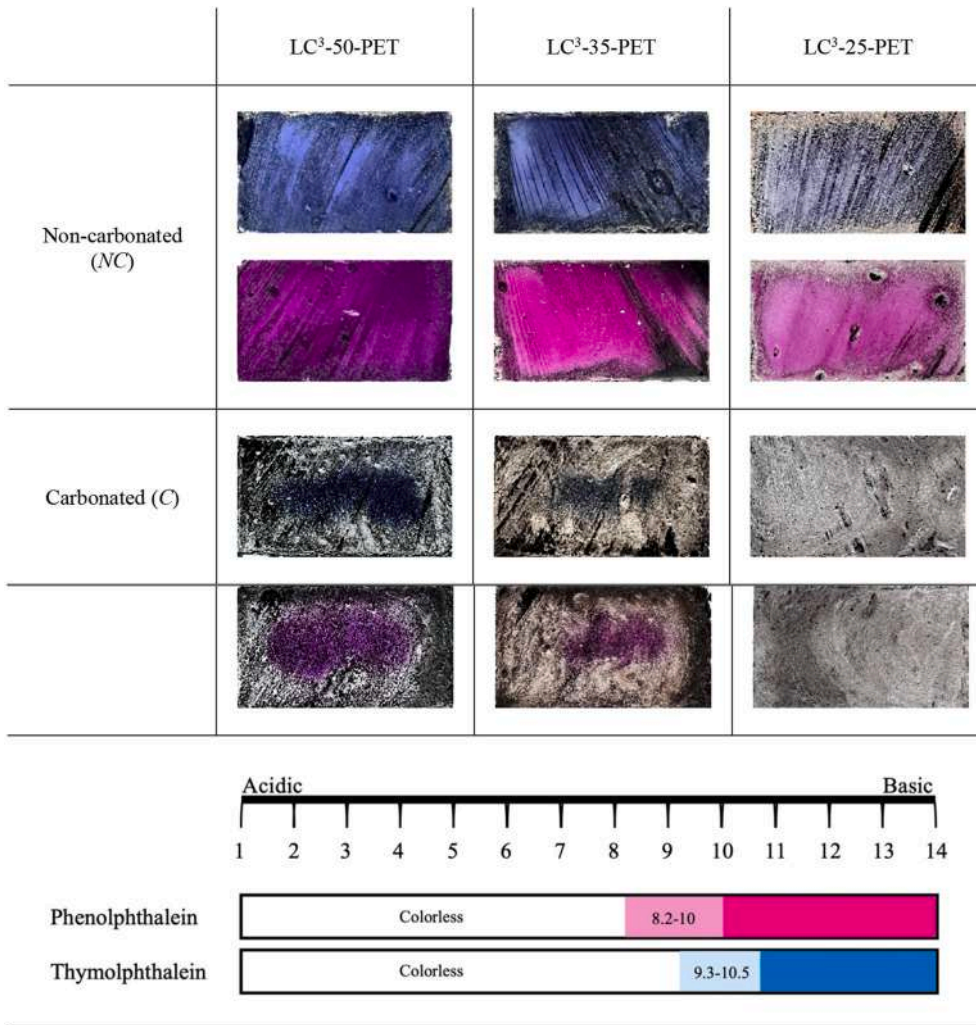 LC³-50-PET LC³-35-PET LC³-25-PET
Non-carbonated
(NC)
Carbonated (C)
Acidic Basic
1 2 3 4 5 6 7 8 9 10 11 12 13 14
Phenolphthalein Colorless 8.2-10
Thymolphthalein Colorless 9.3-10.5